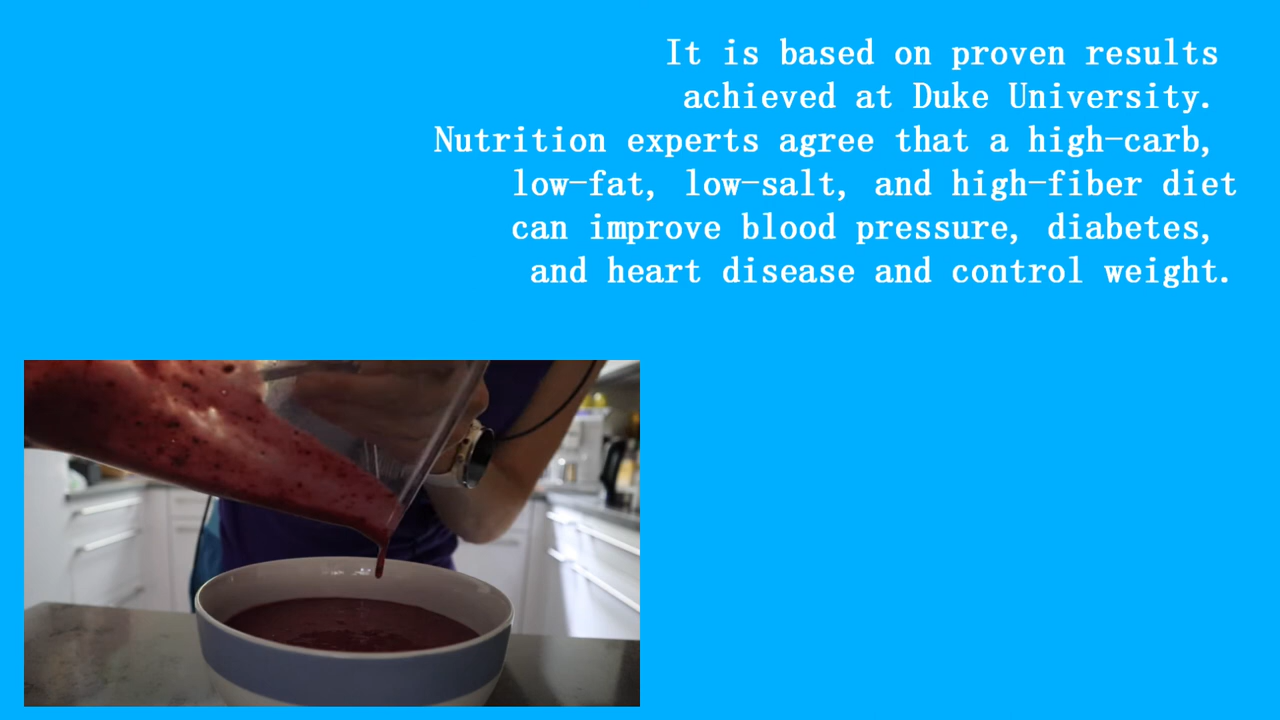 It is based on proven results
achieved at Duke University.
Nutrition experts agree that a high-carb,
low-fat, low-salt, and high-fiber diet
can improve blood pressure, diabetes,
and heart disease and control weight.